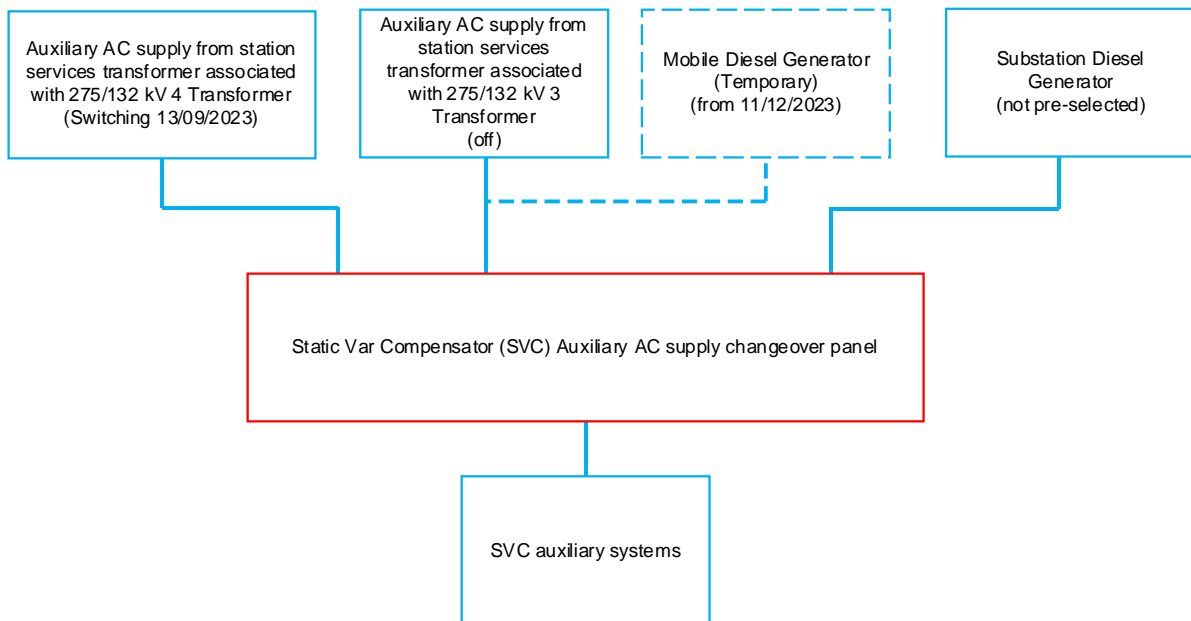 Auxiliary AC supply from station
services transformer associated
with 275/132 kV 4 Transformer
(Switching 13/09/2023)
Auxiliary AC supply from
station services
transformer associated
with 275/132 kV 3
Transformer
(off)
Mobile Diesel Generator
(Temporary)
(from 11/12/2023)
Substation Diesel
Generator
(not pre-selected)
Static Var Compensator (SVC) Auxiliary AC supply changeover panel
SVC auxiliary systems